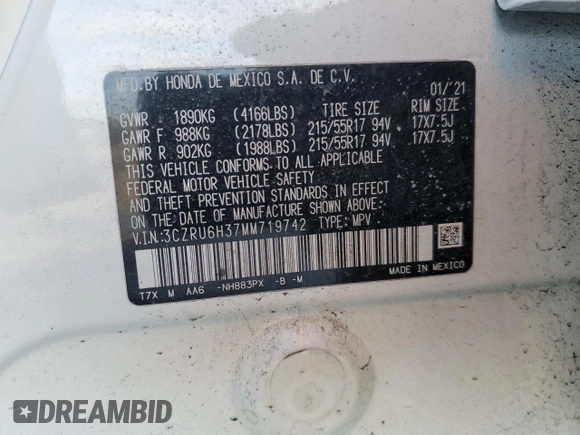 MFD.BY HONDA DE MEXICO S.A. DE C.V. 01/'21
GVWR 1890KG (4166LBS) TIRE SIZE RIM SIZE
GAWR F 988KG (2178LBS) 215/55R17 94V 17X7.5J
GAWR R 902KG (1988LBS) 215/55R17 94V 17X7.5J
THIS VEHICLE CONFORMS TO ALL APPLICABLE
FEDERAL MOTOR VEHICLE SAFETY
AND THEFT PREVENTION STANDARDS IN EFFECT
ON THE DATE OF MANUFACTURE SHOWN ABOVE.
V.I.N:3CZRU6H37MM719742 TYPE: MPV
MADE IN MEXICO
T7X M AA6 -NH883PX -B -M
DREAMBID